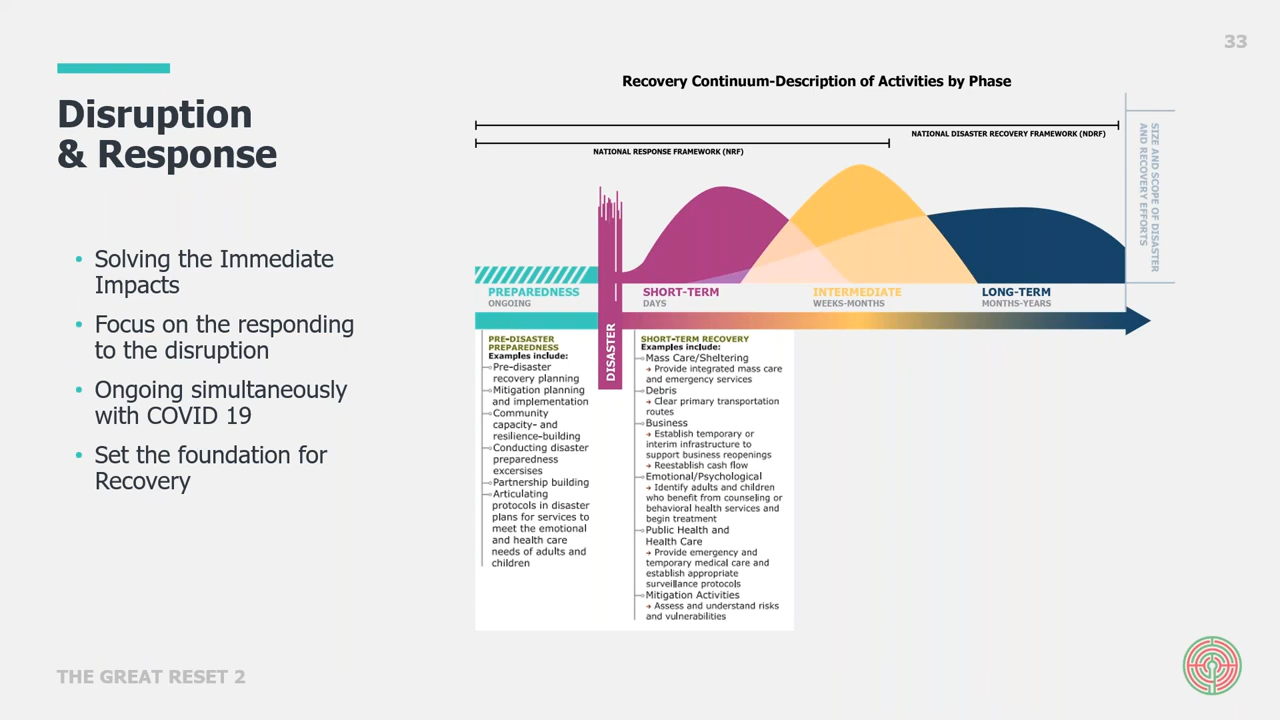 33
Disruption
& Response
• Solving the Immediate
Impacts
• Focus on the responding
to the disruption
• Ongoing simultaneously
with COVID 19
• Set the foundation for
Recovery
Recovery Continuum-Description of Activities by Phase
NATIONAL DISASTER RECOVERY FRAMEWORK (NDRF)
NATIONAL RESPONSE FRAMEWORK (NRF)
SIZE AND SCOPE OF DISASTER
AND RECOVERY EFFORTS
PREPAREDNESS
ONGOING
DISASTER
SHORT-TERM
DAYS
INTERMEDIATE
WEEKS-MONTHS
LONG-TERM
MONTHS-YEARS
PRE-DISASTER
PREPAREDNESS
Examples include:
Pre-disaster
recovery planning
Mitigation planning
and implementation
Community
capacity- and
resilience-building
Conducting disaster
preparedness
excersises
Partnership building
Articulating
protocols in disaster
plans for services to
meet the emotional
and health care
needs of adults and
children
SHORT-TERM RECOVERY
Examples include:
Mass Care/Sheltering
➔ Provide integrated mass care
and emergency services
Debris
➔ Clear primary transportation
routes
Business
➔ Establish temporary or
interim infrastructure to
support business reopenings
➔ Reestablish cash flow
Emotional/Psychological
➔ Identify adults and children
who benefit from counseling or
behavioral health services and
begin treatment
Public Health and
Health Care
➔ Provide emergency and
temporary medical care and
establish appropriate
surveillance protocols
Mitigation Activities
➔ Assess and understand risks
and vulnerabilities
THE GREAT RESET 2